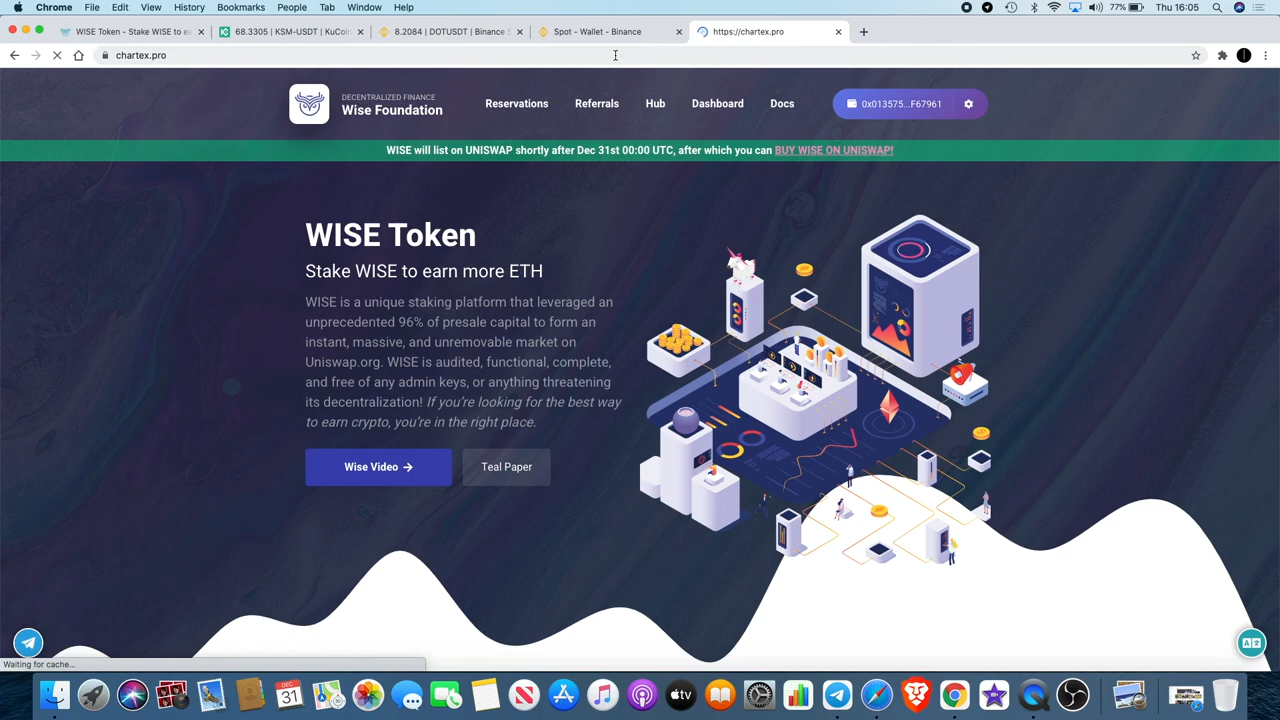 Chrome File Edit View History Bookmarks People Tab Window Help 77% Thu 16:05
WISE Token - Stake WISE to ea 68.3305 | KSM-USDT | KuCoin 8.2084 | DOTUSDT | Binance Spot - Wallet - Binance https://chartex.pro
chartex.pro
DECENTRALIZED FINANCE
Wise Foundation
Reservations Referrals Hub Dashboard Docs 0x013575...F67961
WISE will list on UNISWAP shortly after Dec 31st 00:00 UTC, after which you can BUY WISE ON UNISWAP!
WISE Token
Stake WISE to earn more ETH
WISE is a unique staking platform that leveraged an
unprecedented 96% of presale capital to form an
instant, massive, and unremovable market on
Uniswap.org. WISE is audited, functional, complete,
and free of any admin keys, or anything threatening
its decentralization! If you're looking for the best way
to earn crypto, you're in the right place.
Wise Video → Teal Paper
Waiting for cache...
DEC
31
tv